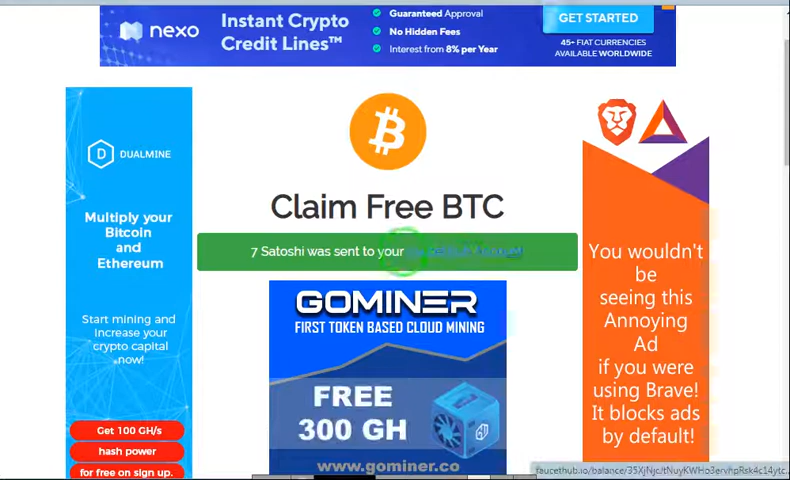 nexo
Instant Crypto
Credit Lines™
Guaranteed Approval
No Hidden Fees
Interest from 8% per Year
GET STARTED
45+ FIAT CURRENCIES
AVAILABLE WORLDWIDE
DUALMINE
Multiply your
Bitcoin
and
Ethereum
Start mining and
increase your
crypto capital
now!
Get 100 GH/s
hash power
for free on sign up.
Claim Free BTC
7 Satoshi was sent to your
GOMINER
FIRST TOKEN BASED CLOUD MINING
FREE
300 GH
www.gominer.co
You wouldn't
be
seeing this
Annoying
Ad
if you were
using Brave!
It blocks ads
by default!